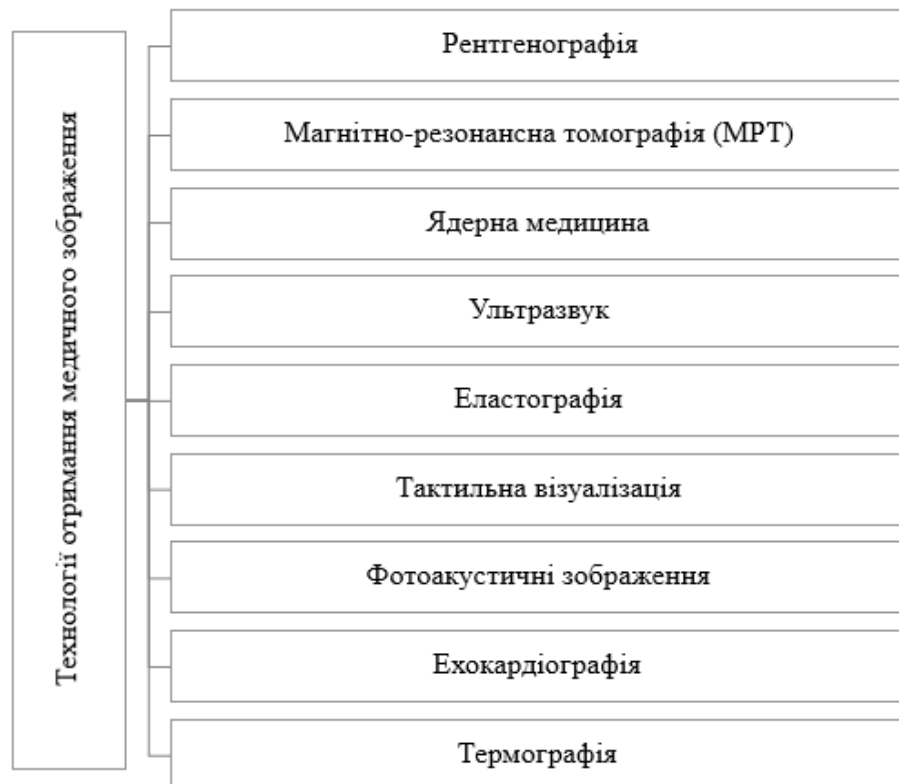 Технології отримання медичного зображення
Рентгенографія
Магнітно-резонансна томографія (МРТ)
Ядерна медицина
Ультразвук
Еластографія
Тактильна візуалізація
Фотоакустичні зображення
Ехокардіографія
Термографія